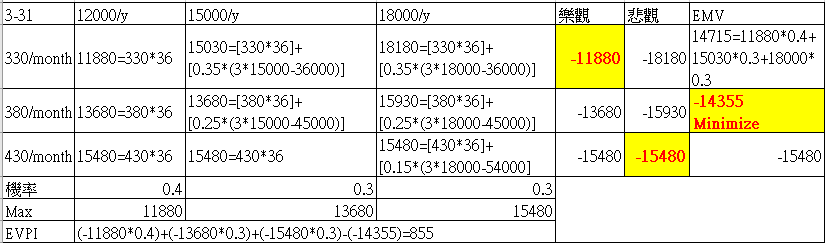 3-31 12000/y 15000/y 18000/y 樂觀 悲觀 EMV
330/month 11880=330*36 15030=[330*36]+
[0.35*(3*15000-36000)] 18180=[330*36]+
[0.35*(3*18000-36000)] -11880 -18180 14715=11880*0.4+
15030*0.3+18000*
0.3
380/month 13680=380*36 13680=[380*36]+
[0.25*(3*15000-45000)] 15930=[380*36]+
[0.25*(3*18000-45000)] -13680 -15930 -14355
Minimize
430/month 15480=430*36 15480=430*36 15480=[430*36]+
[0.15*(3*18000-54000] -15480 -15480 -15480
機率 0.4 0.3 0.3
Max 11880 13680 15480
EVPI (-11880*0.4)+(-13680*0.3)+(-15480*0.3)-(-14355)=855